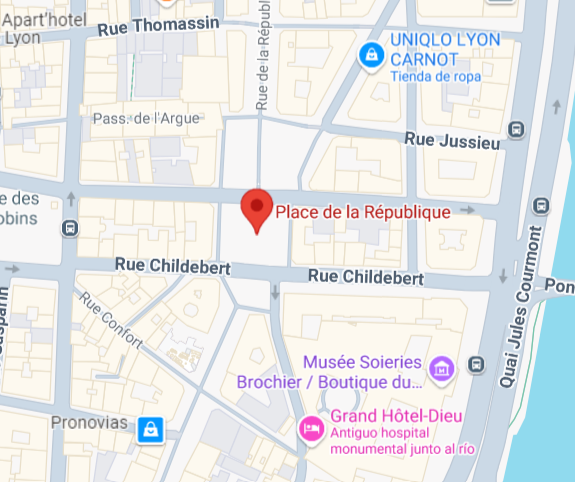 Apart'hotel
Lyon
Rue Thomassin
Rue de la Répu
UNIQLO LYON
CARNOT
Tienda de ropa
Pass. de l'Argue
Rue Jussieu
e des
obins
Place de la République
Rue Childebert
Rue Childebert
Pon
Quai Jules Courmont
Gasparin
Rue Confort
Musée Soieries
Brochier / Boutique du...
Pronovias
Grand Hôtel-Dieu
Antiguo hospital
monumental junto al río